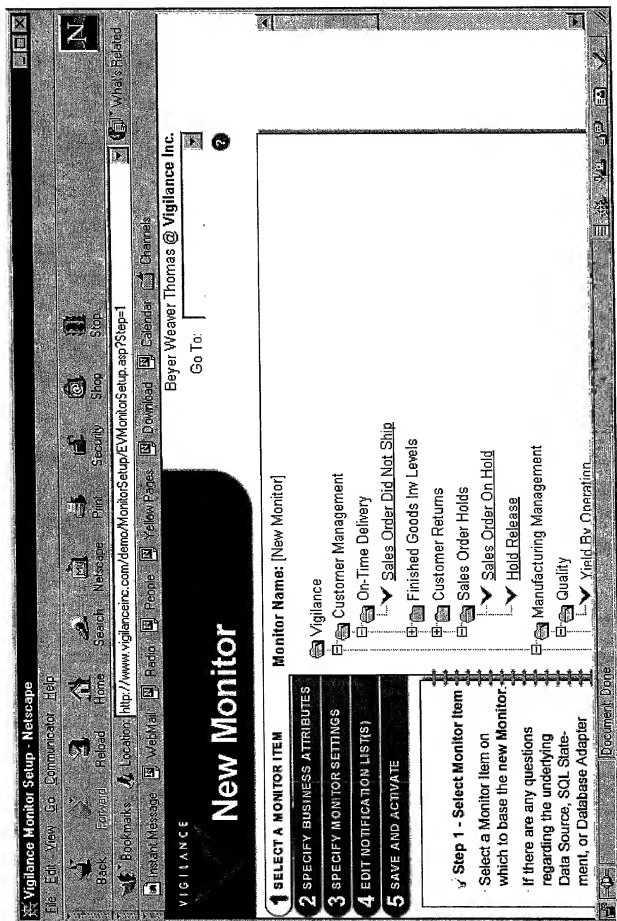 Vigilance Monitor Setup - Netscape
File Edit View Go Communicator Help
Back Forward Reload Home Search Netscape Print Security Shop Stop
Bookmarks Location: http://www.vigilanceinc.com/demo/MonitorSetup/EVMonitorSetup.asp?Step=1 What's Related
Instant Message WebMail Radio People Yellow Pages Download Calendar Channels
VIGILANCE
New Monitor
Beyer Weaver Thomas @ Vigilance Inc.
Go To:
?
1 SELECT A MONITOR ITEM
2 SPECIFY BUSINESS ATTRIBUTES
3 SPECIFY MONITOR SETTINGS
4 EDIT NOTIFICATION LIST(S)
5 SAVE AND ACTIVATE
Step 1 - Select Monitor Item
· Select a Monitor Item on
which to base the new Monitor.
· If there are any questions
regarding the underlying
Data Source, SQL State-
ment, or Database Adapter
Monitor Name: [New Monitor]
Vigilance
Customer Management
On-Time Delivery
Sales Order Did Not Ship
Finished Goods Inv Levels
Customer Returns
Sales Order Holds
Sales Order On Hold
Hold Release
Manufacturing Management
Quality
Yield By Operation
Document: Done